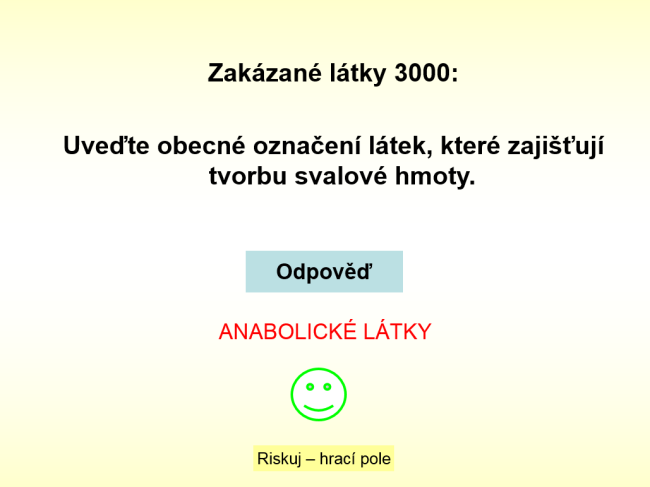 Zakázané látky 3000:
Uveďte obecné označení látek, které zajišťují
tvorbu svalové hmoty.
Odpověď
ANABOLICKÉ LÁTKY
Riskuj – hrací pole